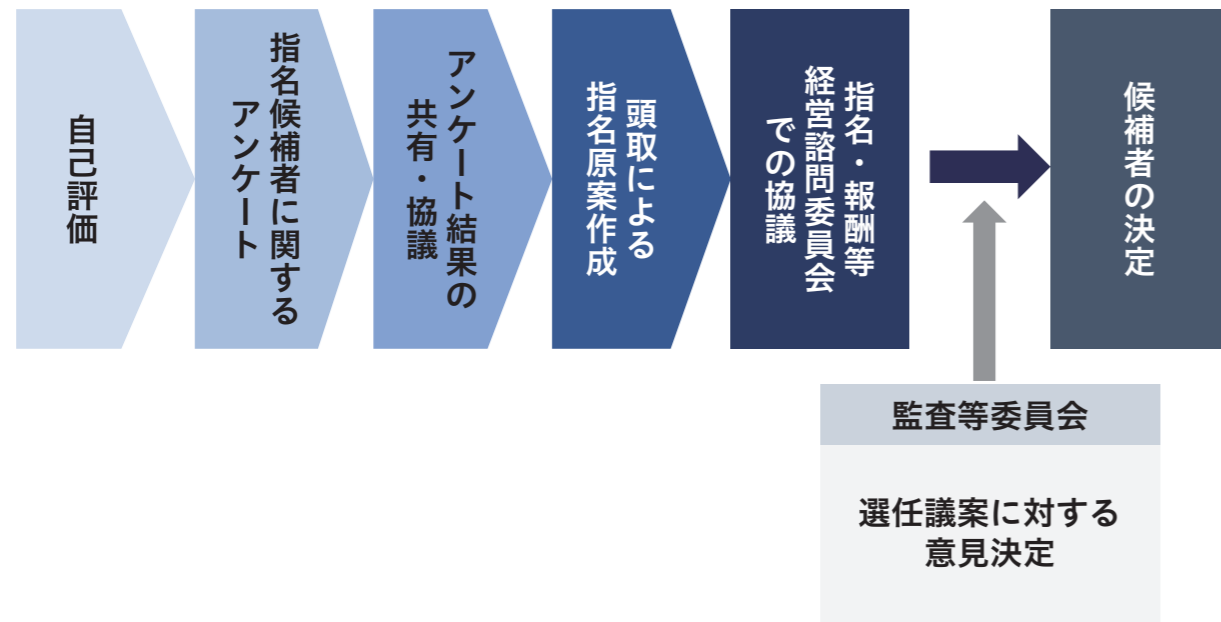 自己評価
指名候補者に関する
アンケート
アンケート結果の
共有・協議
頭取による
指名原案作成
指名・報酬等
経営諮問委員会
での協議
候補者の決定
監査等委員会
選任議案に対する
意見決定